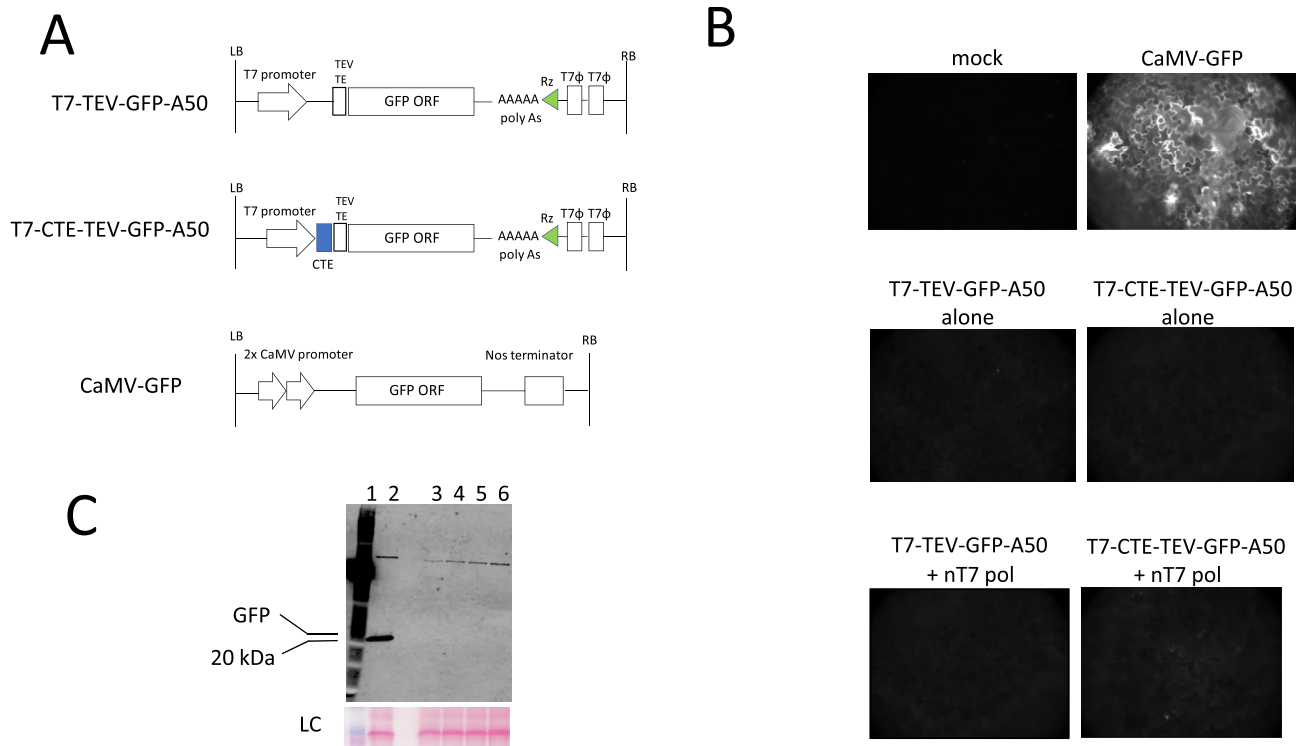 A
LB
RB
T7 promoter
TEV
TE
Rz
T7ϕ
T7ϕ
T7-TEV-GFP-A50
GFP ORF
AAAAA
poly As
LB
RB
T7 promoter
TEV
TE
Rz
T7ϕ
T7ϕ
T7-CTE-TEV-GFP-A50
GFP ORF
AAAAA
poly As
CTE
LB
RB
2x CaMV promoter
Nos terminator
CaMV-GFP
GFP ORF
B
mock
CaMV-GFP
T7-TEV-GFP-A50
alone
T7-CTE-TEV-GFP-A50
alone
T7-TEV-GFP-A50
+ nT7 pol
T7-CTE-TEV-GFP-A50
+ nT7 pol
C
1 2 3 4 5 6
GFP
20 kDa
LC